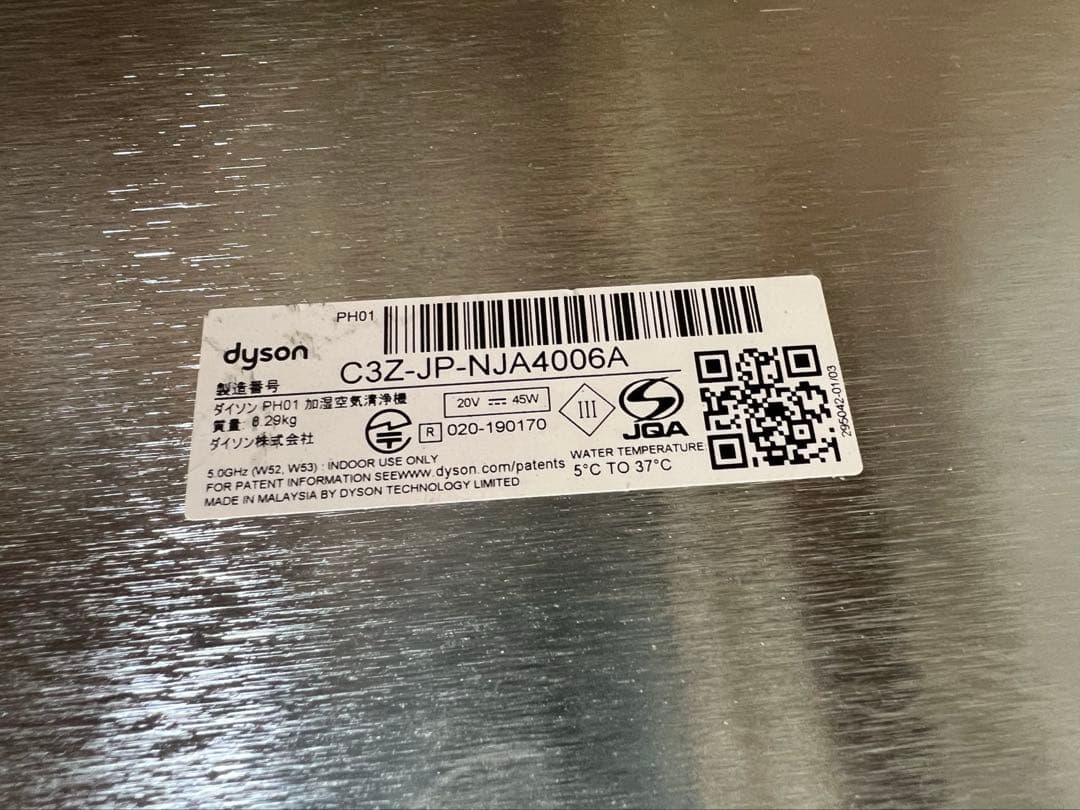 PH01
dyson
C3Z-JP-NJA4006A
製造番号
ダイソン PH01 加湿空気清浄機
質量: 8.29kg
ダイソン株式会社
20V 45W
R 020-190170
III
JQA
5.0GHz (W52, W53) : INDOOR USE ONLY
FOR PATENT INFORMATION SEEWWW.dyson.com/patents
MADE IN MALAYSIA BY DYSON TECHNOLOGY LIMITED
WATER TEMPERATURE
5°C TO 37°C
295042-01/03